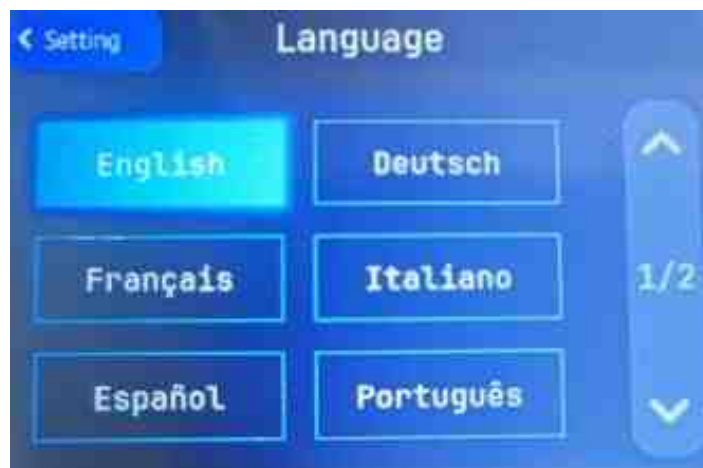 Setting
Language
English
Deutsch
Français
Italiano
1/2
Español
Português